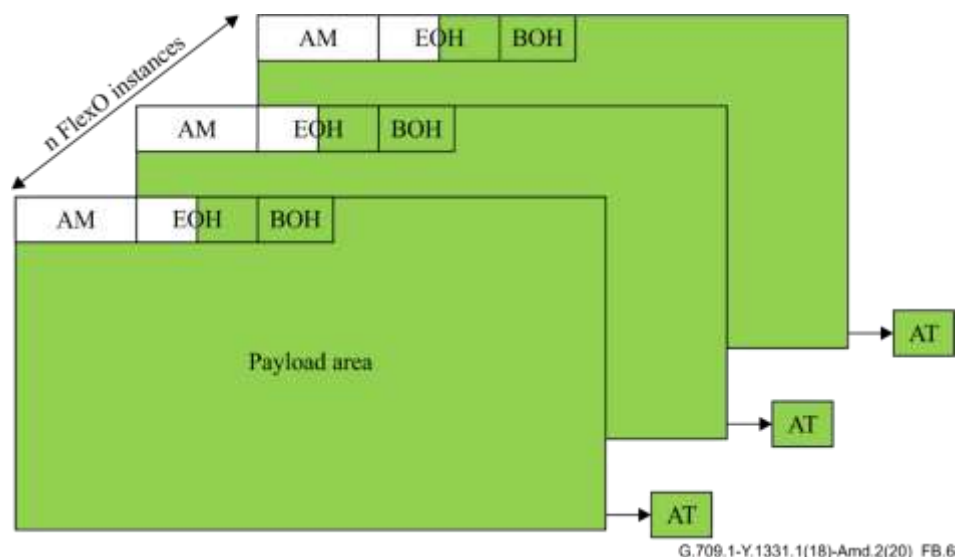 AM EOH BOH
n FlexO instances
AM EOH BOH
AM EOH BOH
AT
Payload area
AT
AT
G.709.1-Y.1331.1(18)-Amd.2(20)_FB.6